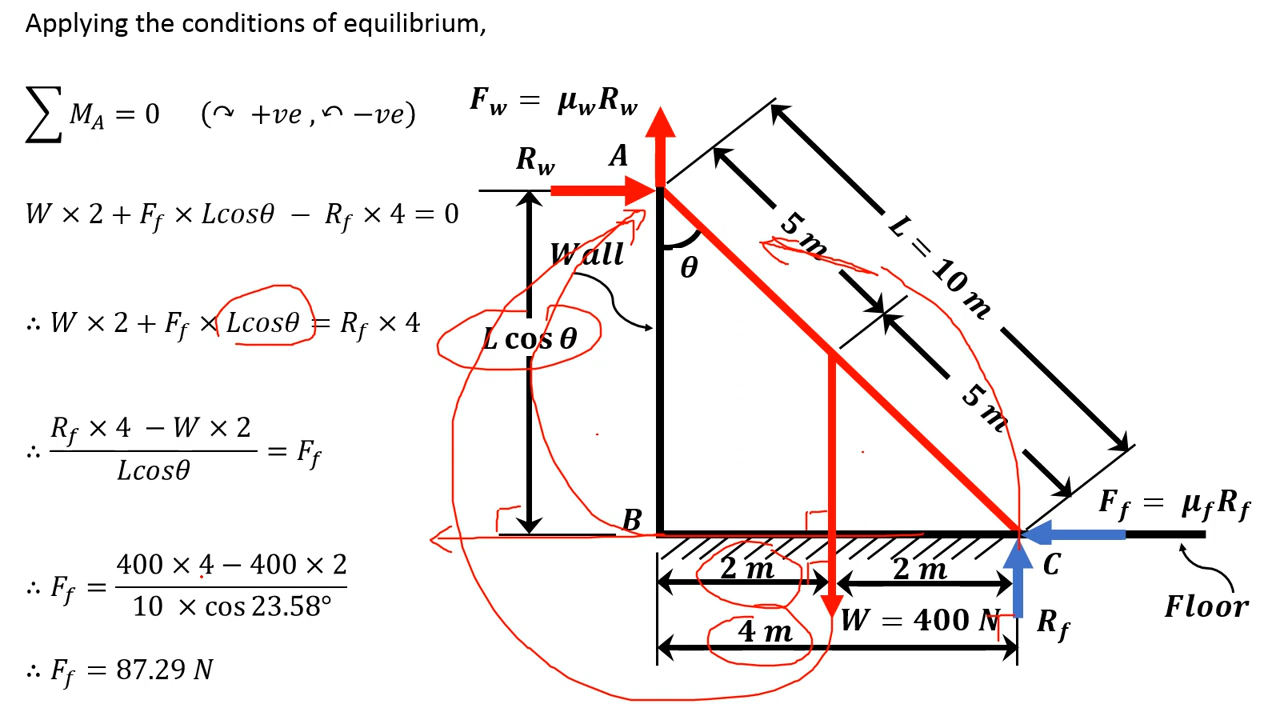 Applying the conditions of equilibrium,
∑ M_A = 0 (↷ +ve , ↶ −ve)
W × 2 + F_f × Lcosθ − R_f × 4 = 0
∴ W × 2 + F_f × Lcosθ = R_f × 4
∴ (R_f × 4 − W × 2) / (Lcosθ) = F_f
∴ F_f = (400 × 4 − 400 × 2) / (10 × cos 23.58°)
∴ F_f = 87.29 N
F_w = μ_w R_w
R_w
A
Wall
θ
L cos θ
5 m
L = 10 m
5 m
B
2 m
2 m
C
F_f = μ_f R_f
4 m
W = 400 N
R_f
Floor